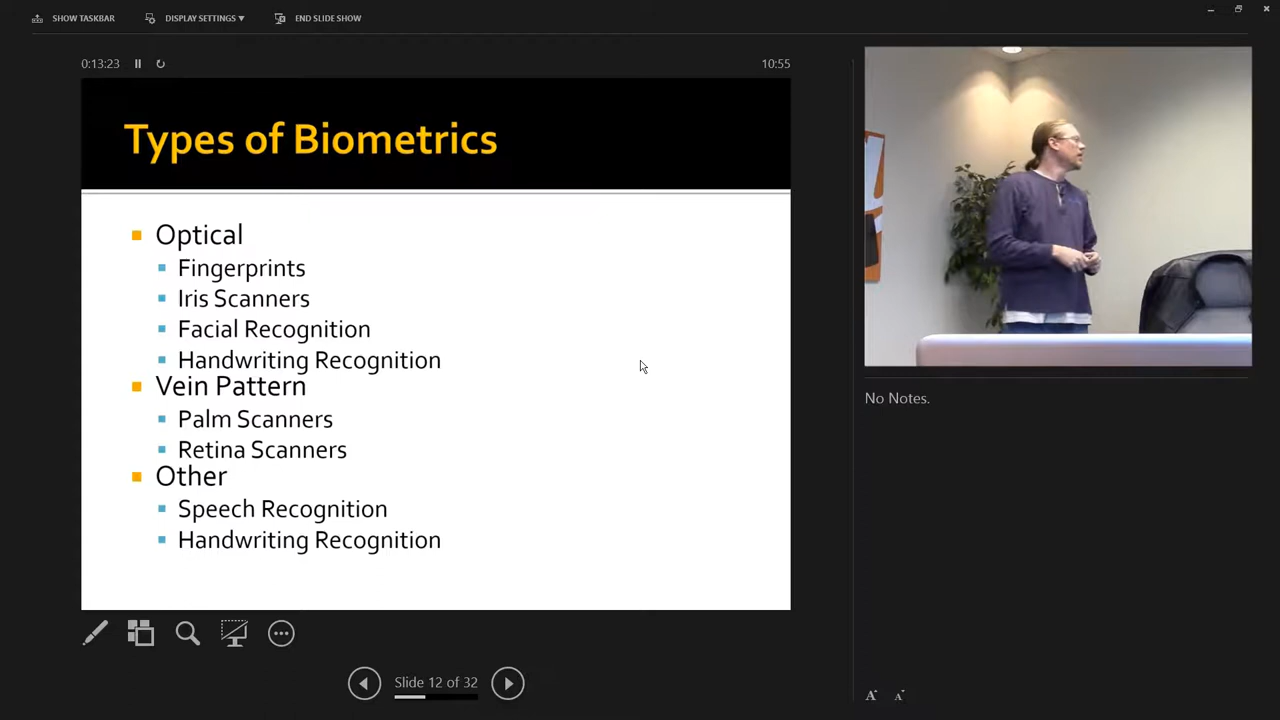 SHOW TASKBAR DISPLAY SETTINGS ▼ END SLIDE SHOW
0:13:23 10:55
Types of Biometrics
Optical
Fingerprints
Iris Scanners
Facial Recognition
Handwriting Recognition
Vein Pattern
Palm Scanners
Retina Scanners
Other
Speech Recognition
Handwriting Recognition
Slide 12 of 32
No Notes.
A A